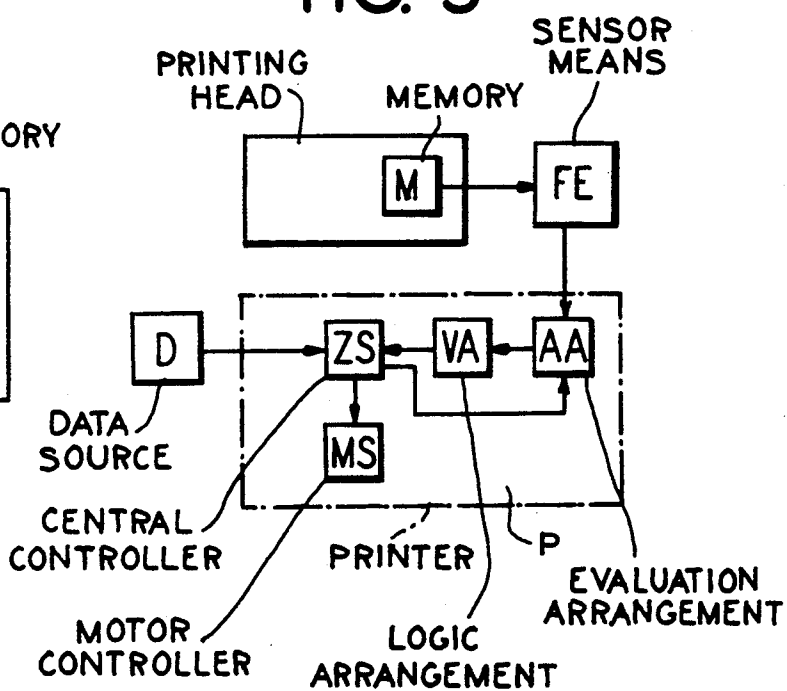 SENSOR
MEANS
PRINTING
HEAD
MEMORY
ORY
M
FE
D
ZS
VA
AA
DATA
SOURCE
MS
CENTRAL
CONTROLLER
PRINTER
P
EVALUATION
ARRANGEMENT
MOTOR
CONTROLLER
LOGIC
ARRANGEMENT